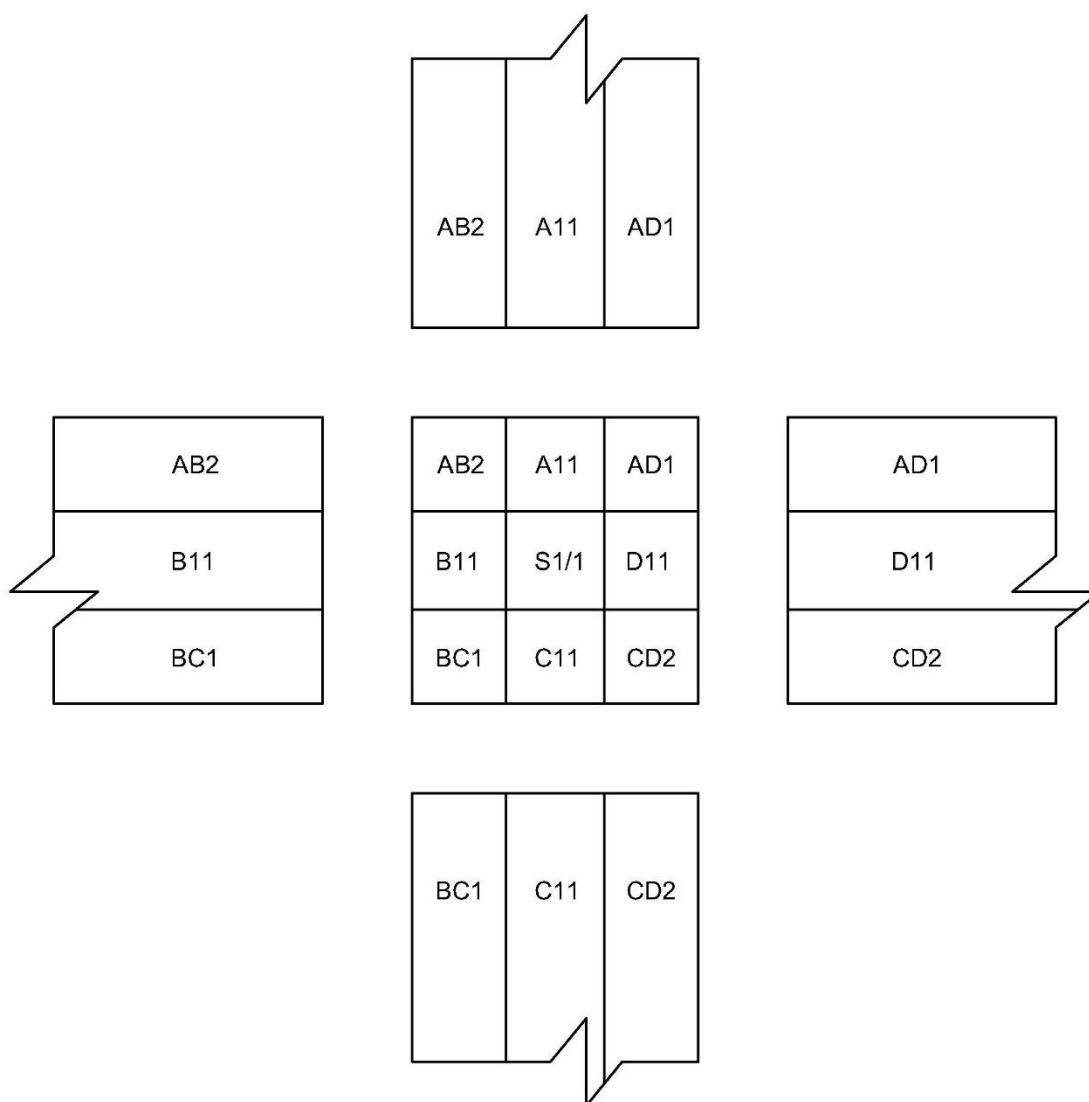 AB2 A11 AD1
AB2 AB2 A11 AD1 AD1
B11 B11 S1/1 D11 D11
BC1 BC1 C11 CD2 CD2
BC1 C11 CD2